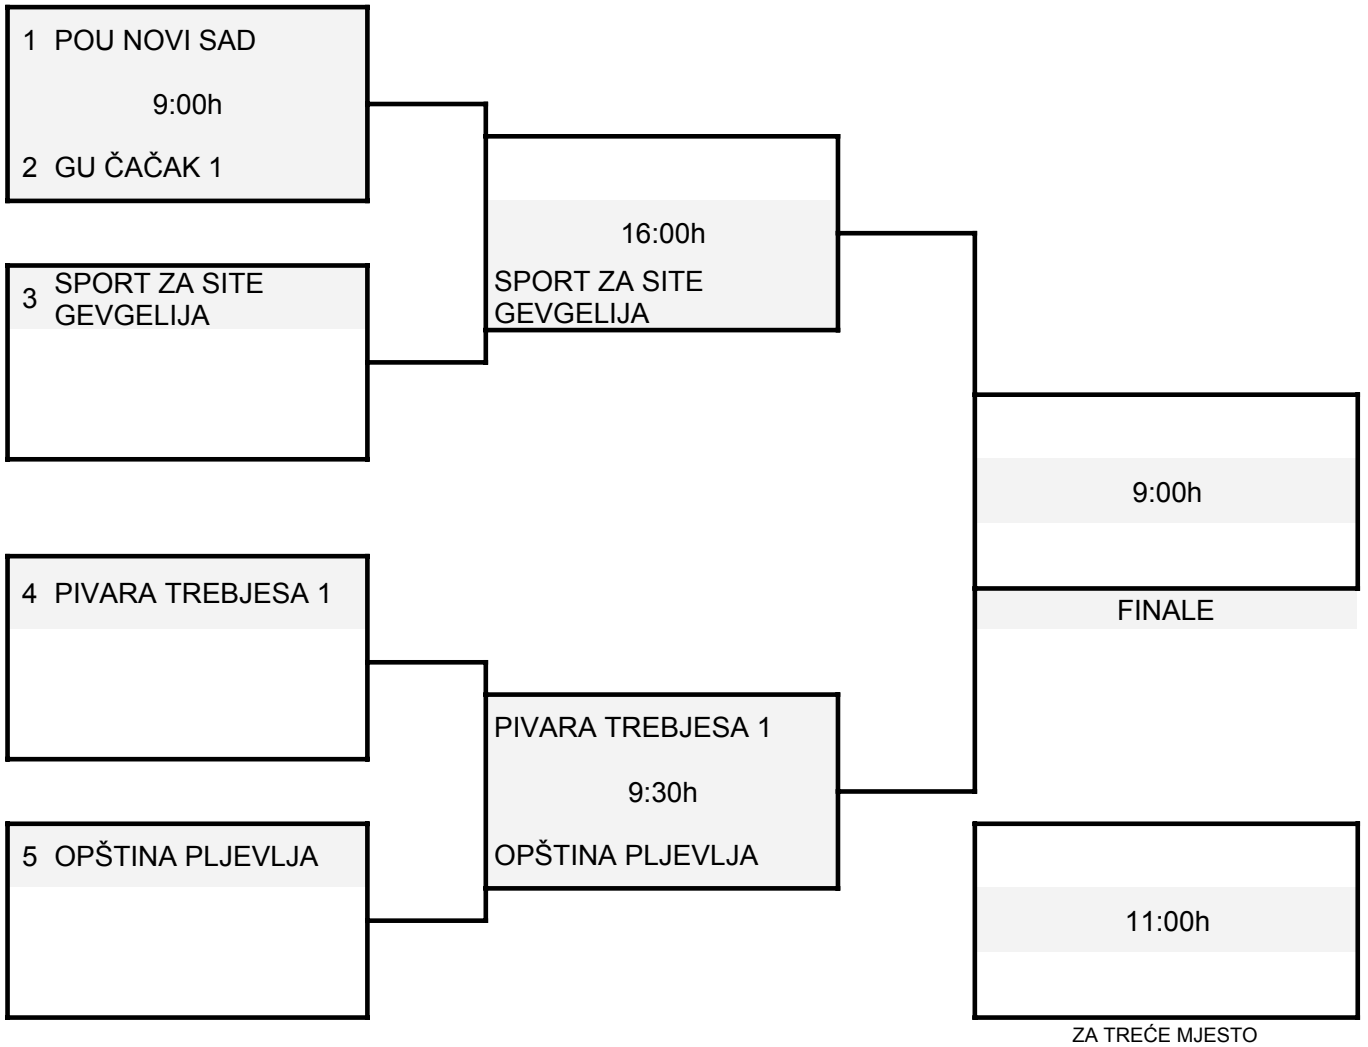 1 POU NOVI SAD
9:00h
2 GU ČAČAK 1
16:00h
3 SPORT ZA SITE
GEVGELIJA
SPORT ZA SITE
GEVGELIJA
9:00h
4 PIVARA TREBJESA 1
FINALE
PIVARA TREBJESA 1
9:30h
5 OPŠTINA PLJEVLJA
OPŠTINA PLJEVLJA
11:00h
ZA TREĆE MJESTO